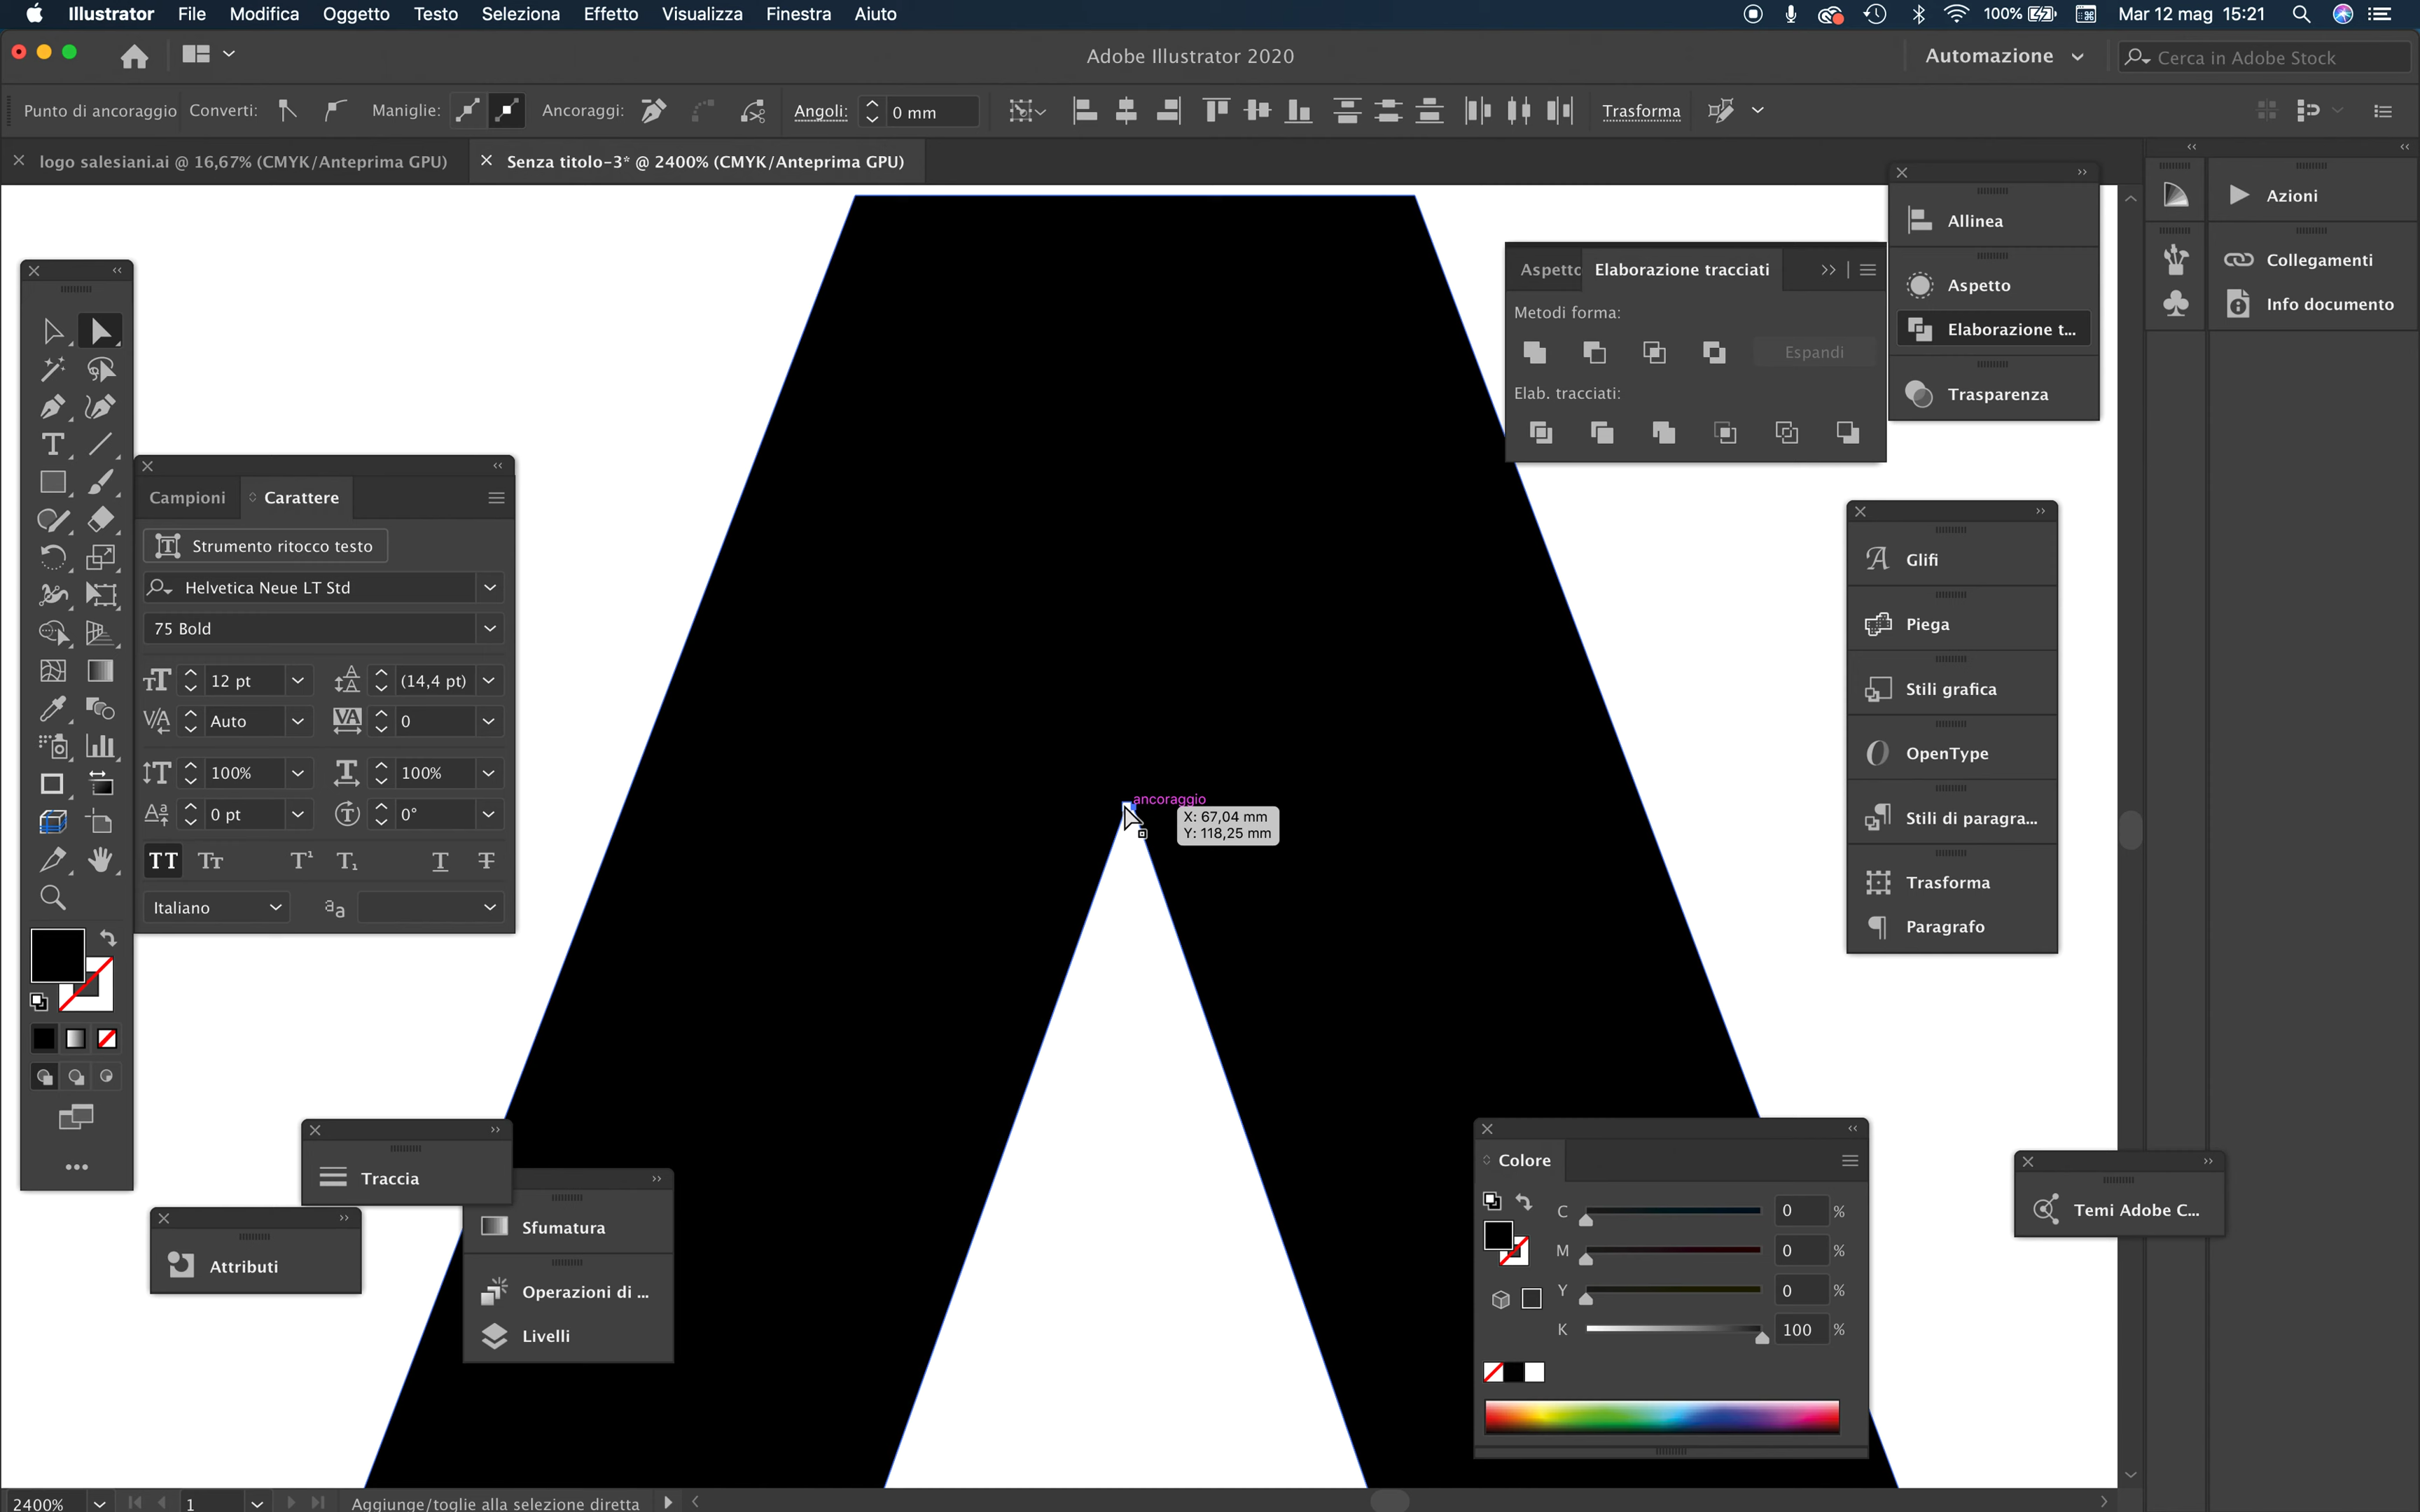 Illustrator File Modifica Oggetto Testo Seleziona Effetto Visualizza Finestra Aiuto 100% Mar 12 mag 15:21
Adobe Illustrator 2020 Automazione Cerca in Adobe Stock
Punto di ancoraggio Converti: Maniglie: Ancoraggi: Angoli: 0 mm Trasforma
logo salesiani.ai @ 16,67% (CMYK/Anteprima GPU) Senza titolo-3* @ 2400% (CMYK/Anteprima GPU)
Azioni
Collegamenti
Info documento
Allinea
Aspetto
Elaborazione t...
Trasparenza
Aspetto Elaborazione tracciati
Metodi forma:
Espandi
Elab. tracciati:
Campioni Carattere
Strumento ritocco testo
Helvetica Neue LT Std
75 Bold
12 pt (14,4 pt)
Auto 0
100% 100%
0 pt 0°
Italiano
ancoraggio
X: 67,04 mm
Y: 118,25 mm
Glifi
Piega
Stili grafica
OpenType
Stili di paragra...
Trasforma
Paragrafo
Traccia
Attributi
Sfumatura
Operazioni di ...
Livelli
Colore
C 0 %
M 0 %
Y 0 %
K 100 %
Temi Adobe C...
2400% 1 Aggiunge/toglie alla selezione diretta